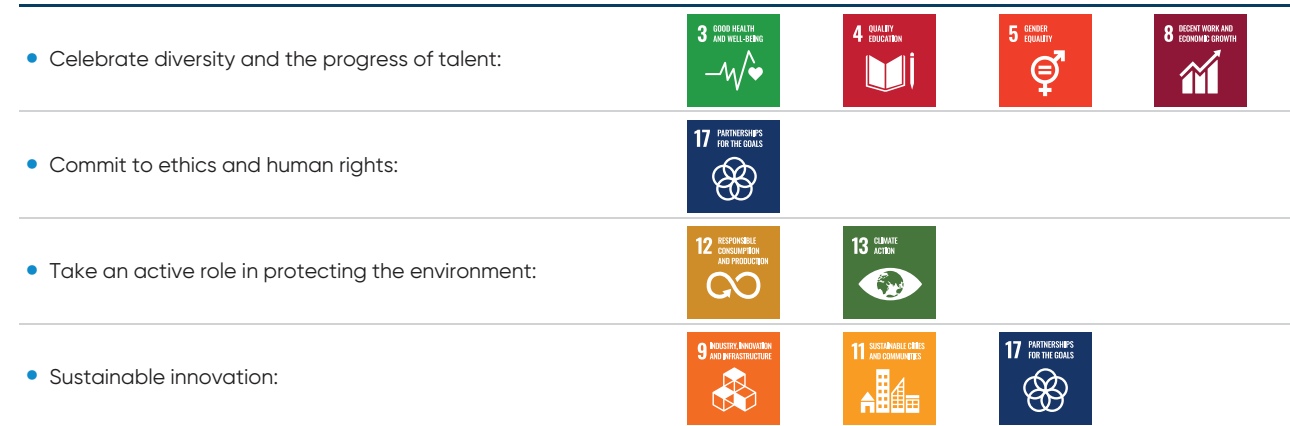 • Celebrate diversity and the progress of talent:
3 GOOD HEALTH
AND WELL-BEING
4 QUALITY
EDUCATION
5 GENDER
EQUALITY
8 DECENT WORK AND
ECONOMIC GROWTH
• Commit to ethics and human rights:
17 PARTNERSHIPS
FOR THE GOALS
• Take an active role in protecting the environment:
12 RESPONSIBLE
CONSUMPTION
AND PRODUCTION
13 CLIMATE
ACTION
• Sustainable innovation:
9 INDUSTRY, INNOVATION
AND INFRASTRUCTURE
11 SUSTAINABLE CITIES
AND COMMUNITIES
17 PARTNERSHIPS
FOR THE GOALS